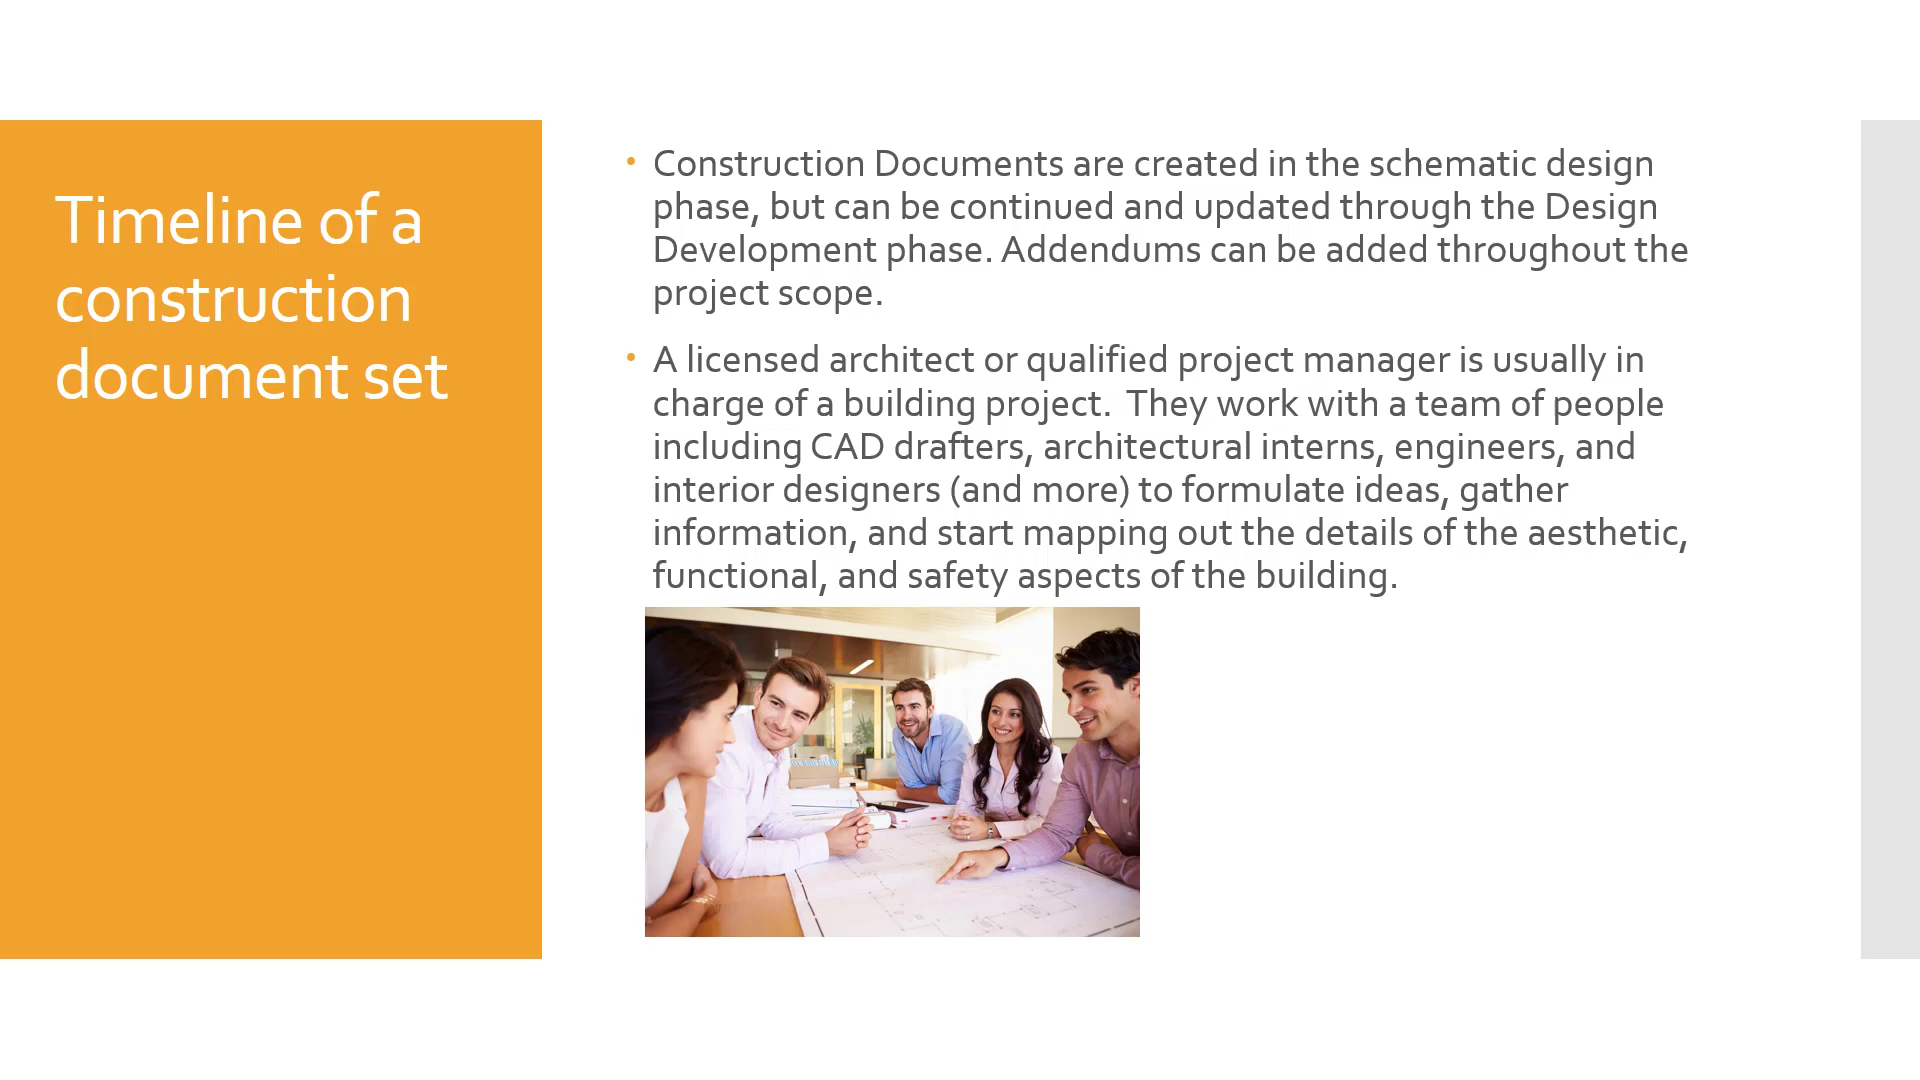 Timeline of a
construction
document set
• Construction Documents are created in the schematic design
phase, but can be continued and updated through the Design
Development phase. Addendums can be added throughout the
project scope.
• A licensed architect or qualified project manager is usually in
charge of a building project.  They work with a team of people
including CAD drafters, architectural interns, engineers, and
interior designers (and more) to formulate ideas, gather
information, and start mapping out the details of the aesthetic,
functional, and safety aspects of the building.